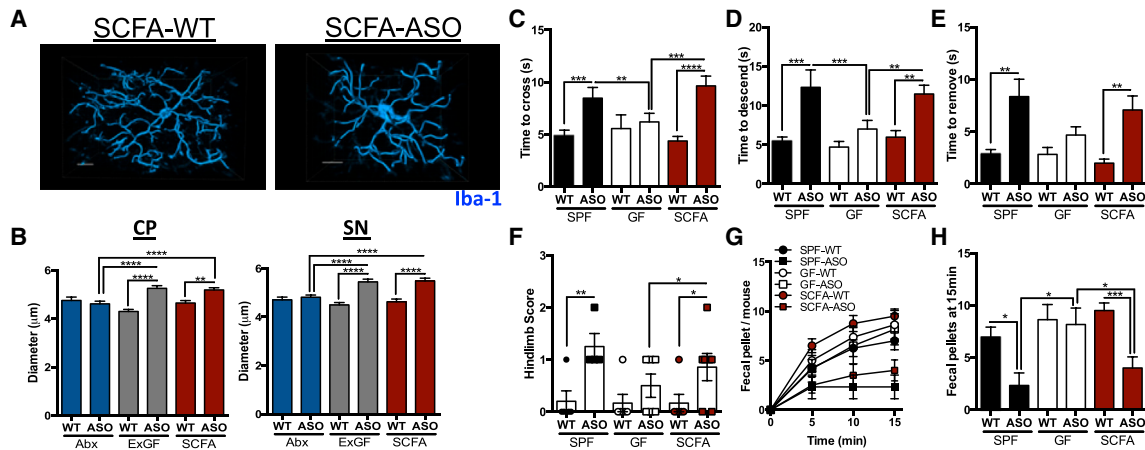 A
SCFA-WT
SCFA-ASO
Iba-1
B
CP
SN
Diameter (μm)
6
4
2
0
**** **** **** **
WT ASO WT ASO WT ASO
Abx ExGF SCFA
Diameter (μm)
6
4
2
0
**** **** **** ****
WT ASO WT ASO WT ASO
Abx ExGF SCFA
C
Time to cross (s)
15
10
5
0
*** ** *** ****
WT ASO WT ASO WT ASO
SPF GF SCFA
D
Time to descend (s)
20
15
10
5
0
*** *** ** **
WT ASO WT ASO WT ASO
SPF GF SCFA
E
Time to remove (s)
15
10
5
0
** **
WT ASO WT ASO WT ASO
SPF GF SCFA
F
Hindlimb Score
3
2
1
0
** * *
WT ASO WT ASO WT ASO
SPF GF SCFA
G
SPF-WT
SPF-ASO
GF-WT
GF-ASO
SCFA-WT
SCFA-ASO
Fecal pellet / mouse
10
5
0
0 5 10 15
Time (min)
H
Fecal pellets at 15min
15
10
5
0
* * * ***
WT ASO WT ASO WT ASO
SPF GF SCFA